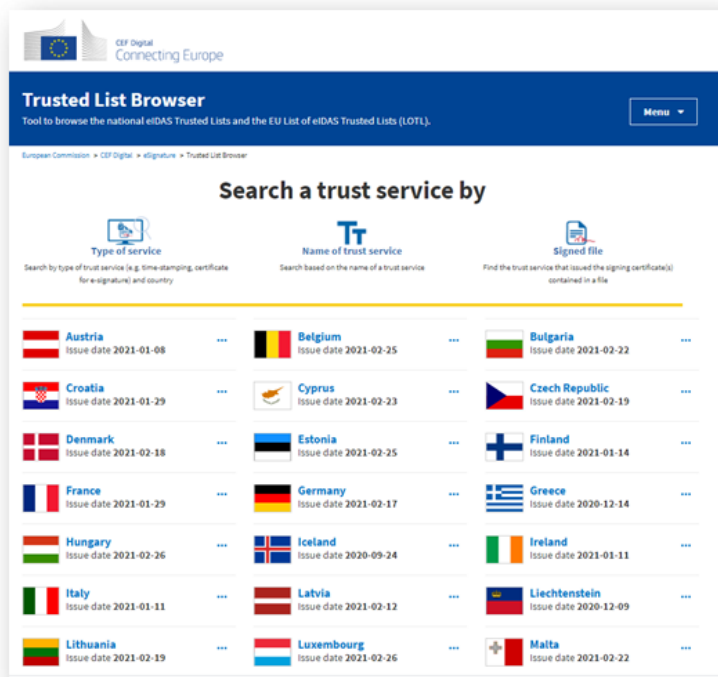 CEF Digital
Connecting Europe
Trusted List Browser
Tool to browse the national eIDAS Trusted Lists and the EU List of eIDAS Trusted Lists (LOTL).
Menu
European Commission > CEF Digital > eSignature > Trusted List Browser
Search a trust service by
Type of service
Search by type of trust service (e.g. time-stamping, certificate
for e-signature) and country
Name of trust service
Search based on the name of a trust service
Signed file
Find the trust service that issued the signing certificate(s)
contained in a file
Austria
Issue date 2021-01-08
...
Belgium
Issue date 2021-02-25
...
Bulgaria
Issue date 2021-02-22
...
Croatia
Issue date 2021-01-29
...
Cyprus
Issue date 2021-02-23
...
Czech Republic
Issue date 2021-02-19
...
Denmark
Issue date 2021-02-18
...
Estonia
Issue date 2021-02-25
...
Finland
Issue date 2021-01-14
...
France
Issue date 2021-01-29
...
Germany
Issue date 2021-02-17
...
Greece
Issue date 2020-12-14
...
Hungary
Issue date 2021-02-26
...
Iceland
Issue date 2020-09-24
...
Ireland
Issue date 2021-01-11
...
Italy
Issue date 2021-01-11
...
Latvia
Issue date 2021-02-12
...
Liechtenstein
Issue date 2020-12-09
...
Lithuania
Issue date 2021-02-19
...
Luxembourg
Issue date 2021-02-26
...
Malta
Issue date 2021-02-22
...